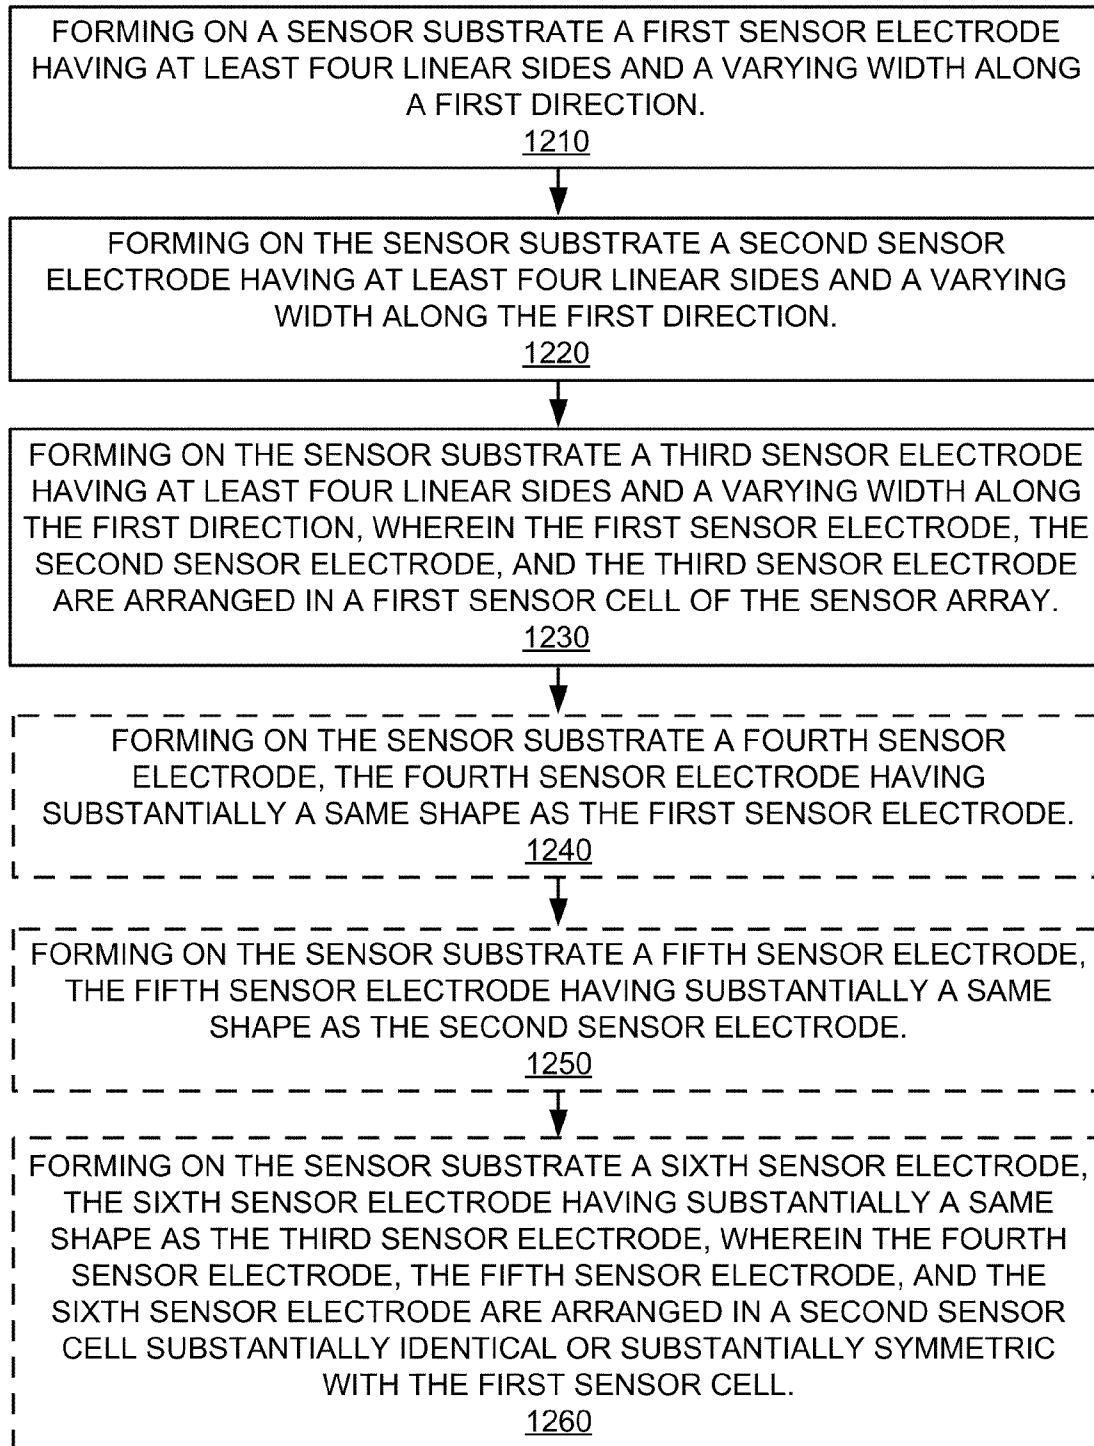 FORMING ON A SENSOR SUBSTRATE A FIRST SENSOR ELECTRODE
HAVING AT LEAST FOUR LINEAR SIDES AND A VARYING WIDTH ALONG
A FIRST DIRECTION.
1210
FORMING ON THE SENSOR SUBSTRATE A SECOND SENSOR
ELECTRODE HAVING AT LEAST FOUR LINEAR SIDES AND A VARYING
WIDTH ALONG THE FIRST DIRECTION.
1220
FORMING ON THE SENSOR SUBSTRATE A THIRD SENSOR ELECTRODE
HAVING AT LEAST FOUR LINEAR SIDES AND A VARYING WIDTH ALONG
THE FIRST DIRECTION, WHEREIN THE FIRST SENSOR ELECTRODE, THE
SECOND SENSOR ELECTRODE, AND THE THIRD SENSOR ELECTRODE
ARE ARRANGED IN A FIRST SENSOR CELL OF THE SENSOR ARRAY.
1230
FORMING ON THE SENSOR SUBSTRATE A FOURTH SENSOR
ELECTRODE, THE FOURTH SENSOR ELECTRODE HAVING
SUBSTANTIALLY A SAME SHAPE AS THE FIRST SENSOR ELECTRODE.
1240
FORMING ON THE SENSOR SUBSTRATE A FIFTH SENSOR ELECTRODE,
THE FIFTH SENSOR ELECTRODE HAVING SUBSTANTIALLY A SAME
SHAPE AS THE SECOND SENSOR ELECTRODE.
1250
FORMING ON THE SENSOR SUBSTRATE A SIXTH SENSOR ELECTRODE,
THE SIXTH SENSOR ELECTRODE HAVING SUBSTANTIALLY A SAME
SHAPE AS THE THIRD SENSOR ELECTRODE, WHEREIN THE FOURTH
SENSOR ELECTRODE, THE FIFTH SENSOR ELECTRODE, AND THE
SIXTH SENSOR ELECTRODE ARE ARRANGED IN A SECOND SENSOR
CELL SUBSTANTIALLY IDENTICAL OR SUBSTANTIALLY SYMMETRIC
WITH THE FIRST SENSOR CELL.
1260